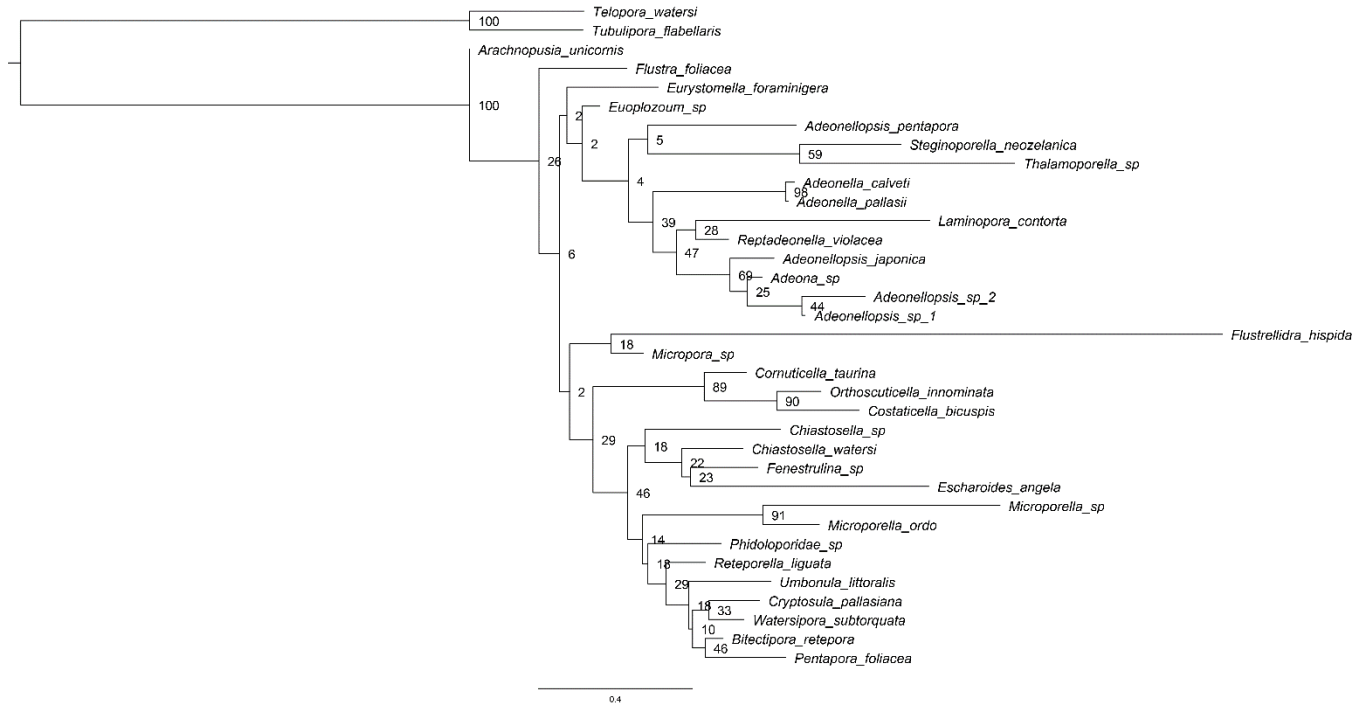 Telopora_watersi
100
Tubulipora_flabellaris
Arachnopusia_unicornis
Flustra_foliacea
Eurystomella_foraminigera
100
Euoplozoum_sp
2
Adeonellopsis_pentapora
5
2
Steginoporella_neozelanica
59
26
Thalamoporella_sp
4
Adeonella_calveti
98
Adeonella_pallasii
39
Laminopora_contorta
28
Reptadeonella_violacea
47
6
Adeonellopsis_japonica
69
Adeona_sp
25
Adeonellopsis_sp_2
44
Adeonellopsis_sp_1
Flustrellidra_hispida
18
Micropora_sp
Cornuticella_taurina
89
2
Orthoscuticella_innominata
90
Costaticella_bicuspis
Chiastosella_sp
29
18
Chiastosella_watersi
22
Fenestrulina_sp
23
Escharoides_angela
46
Microporella_sp
91
Microporella_ordo
14
Phidoloporidae_sp
18
Reteporella_liguata
29
Umbonula_littoralis
Cryptosula_pallasiana
18
33
Watersipora_subtorquata
10
Bitectipora_retepora
46
Pentapora_foliacea
0.4